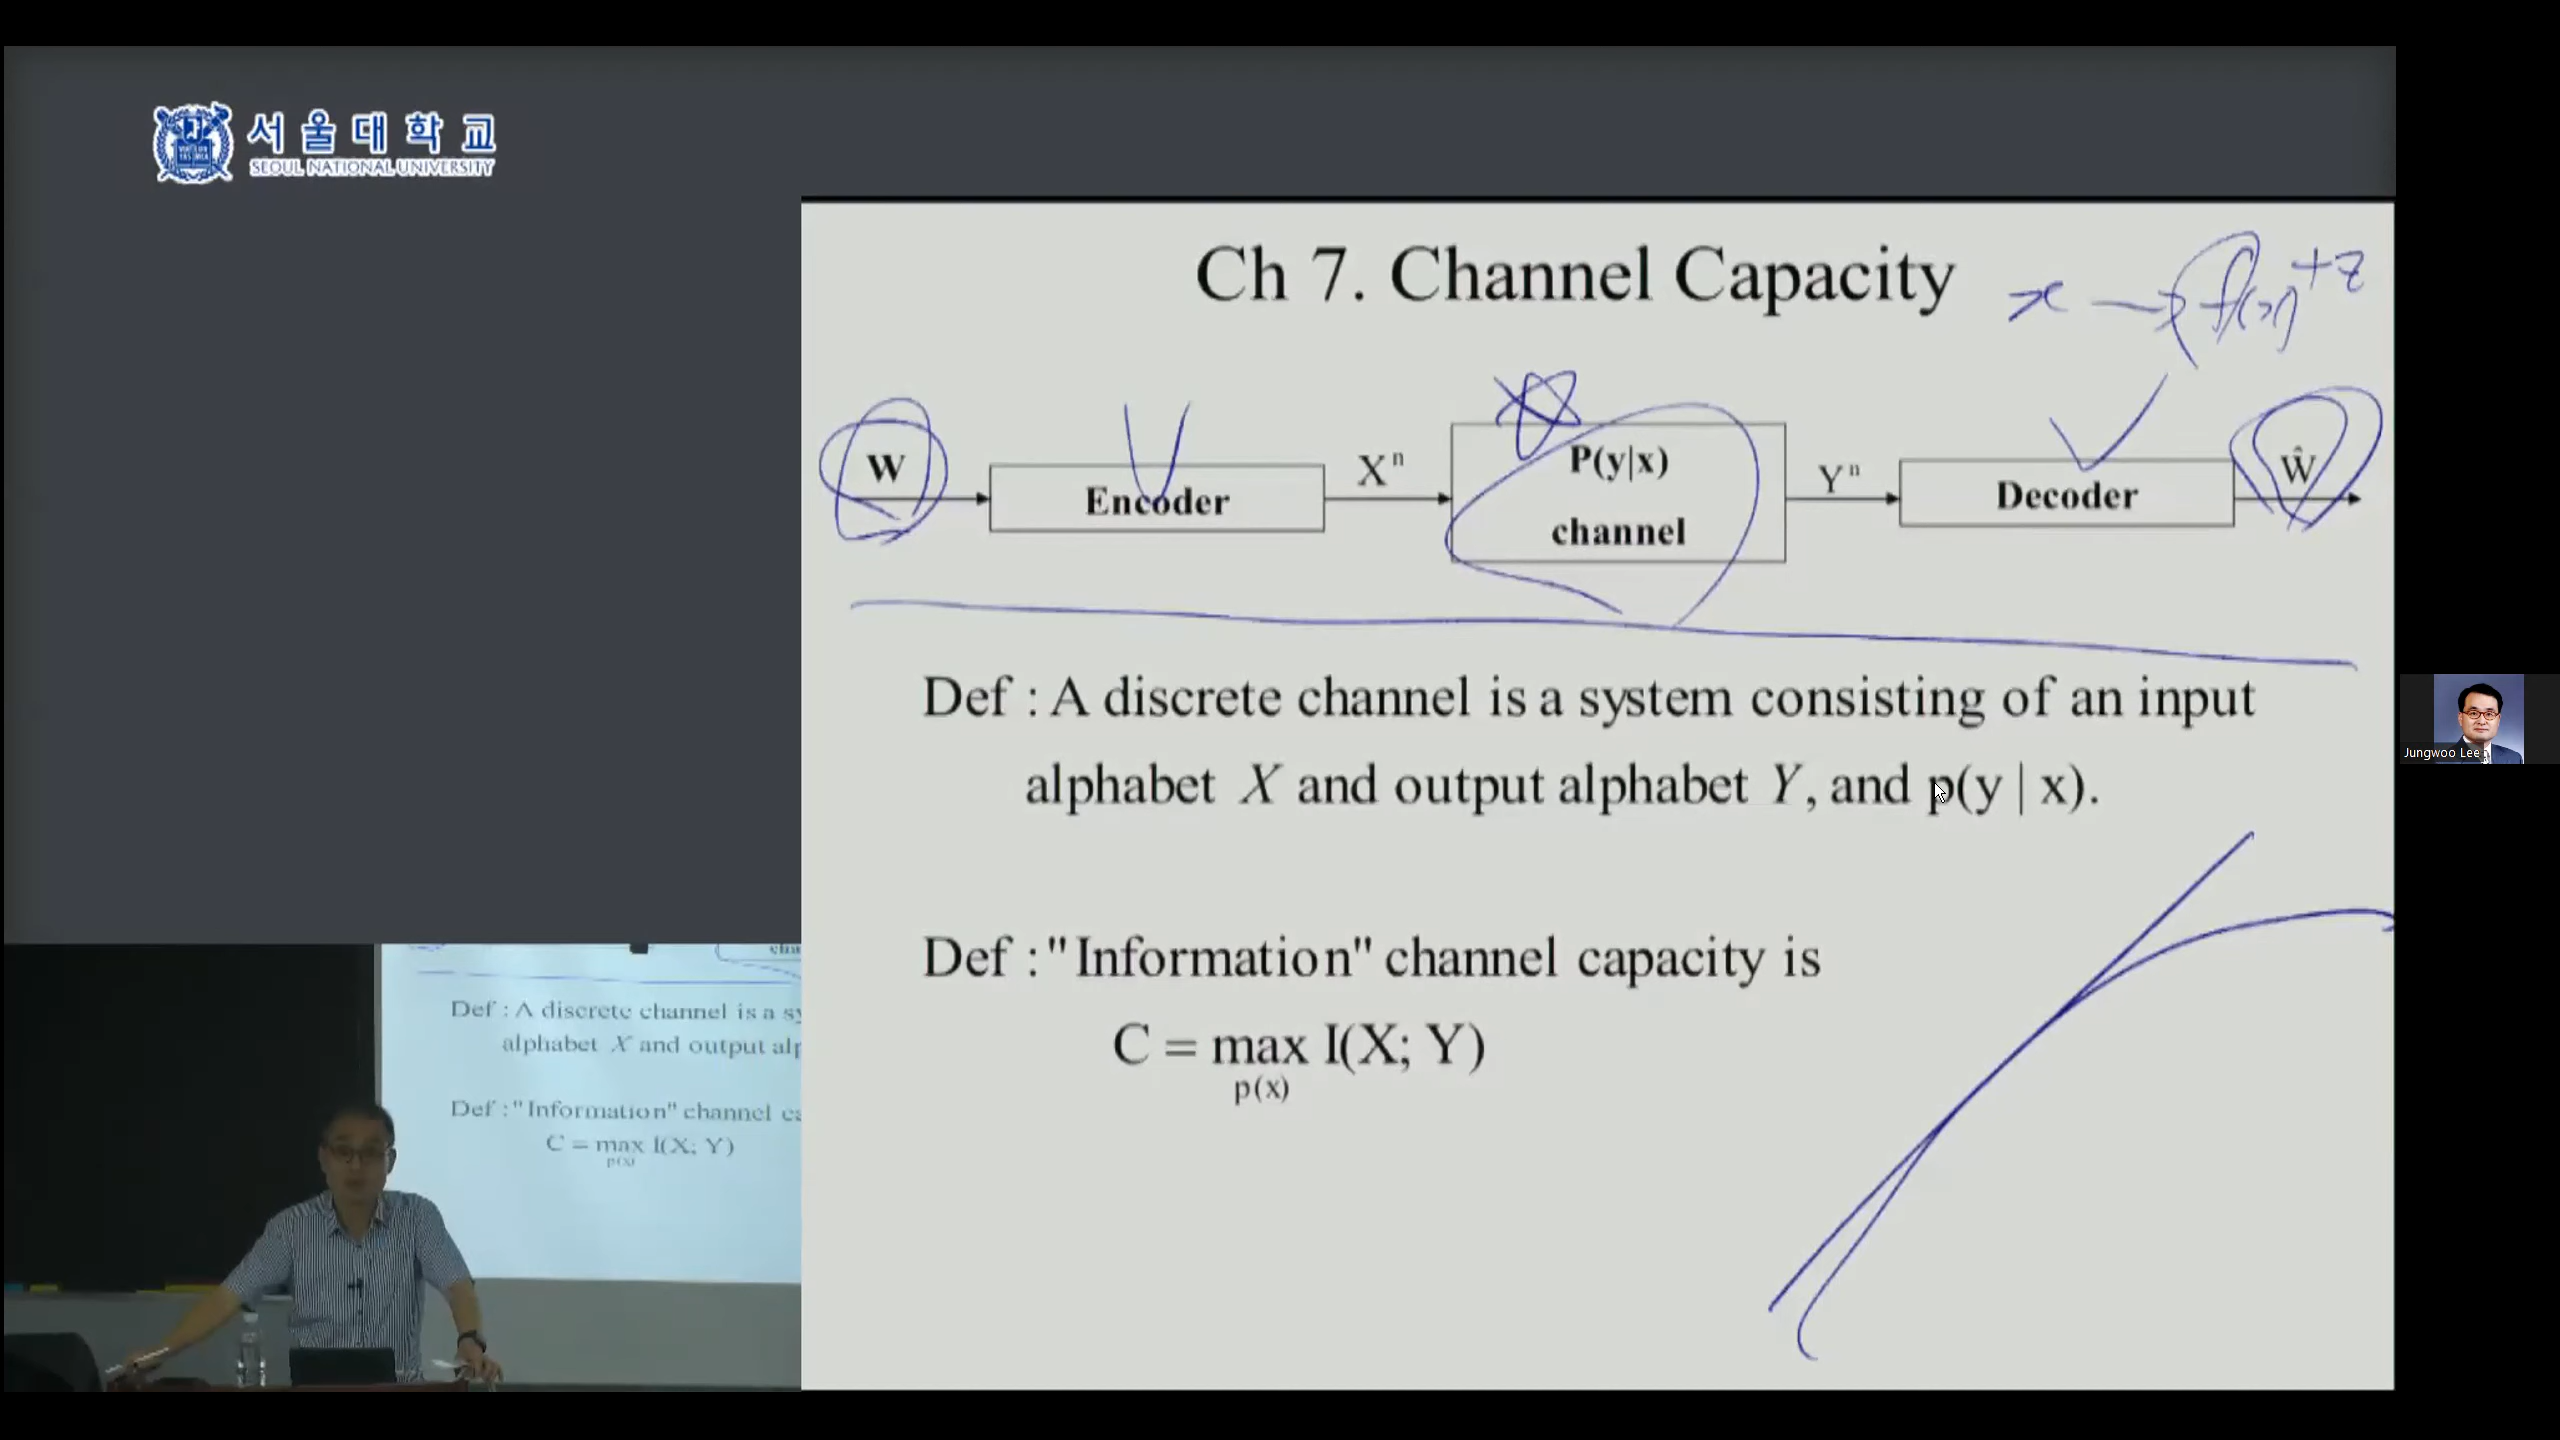 서울대학교
SEOUL NATIONAL UNIVERSITY
Ch 7. Channel Capacity
x → f(x) + z
W
Encoder
Xⁿ
P(y|x)
channel
Yⁿ
Decoder
Ŵ
Def : A discrete channel is a system consisting of an input
alphabet X and output alphabet Y, and p(y | x).
Def : "Information" channel capacity is
C = max I(X; Y)
p(x)
Jungwoo Lee
Def : A discrete channel is a sy
alphabet X and output alp
Def : "Information" channel ca
C = max I(X; Y)
p(x)